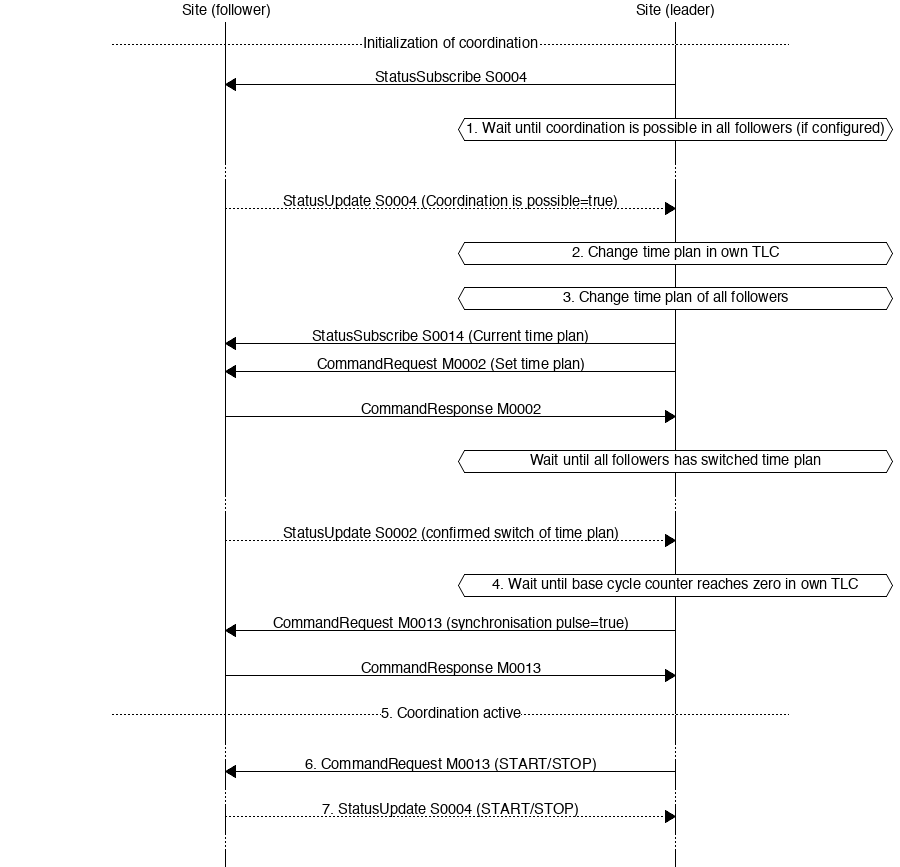 Site (follower)
Site (leader)
Initialization of coordination
StatusSubscribe S0004
1. Wait until coordination is possible in all followers (if configured)
StatusUpdate S0004 (Coordination is possible=true)
2. Change time plan in own TLC
3. Change time plan of all followers
StatusSubscribe S0014 (Current time plan)
CommandRequest M0002 (Set time plan)
CommandResponse M0002
Wait until all followers has switched time plan
StatusUpdate S0002 (confirmed switch of time plan)
4. Wait until base cycle counter reaches zero in own TLC
CommandRequest M0013 (synchronisation pulse=true)
CommandResponse M0013
5. Coordination active
6. CommandRequest M0013 (START/STOP)
7. StatusUpdate S0004 (START/STOP)